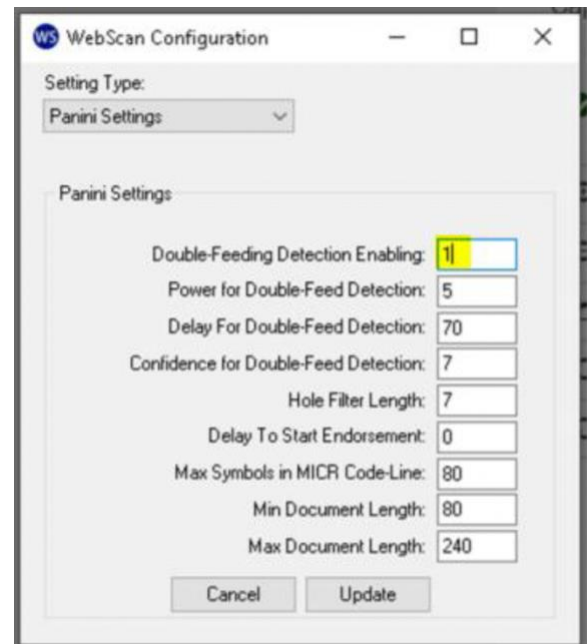 WS WebScan Configuration
Setting Type:
Panini Settings
Panini Settings
Double-Feeding Detection Enabling: 1
Power for Double-Feed Detection: 5
Delay For Double-Feed Detection: 70
Confidence for Double-Feed Detection: 7
Hole Filter Length: 7
Delay To Start Endorsement: 0
Max Symbols in MICR Code-Line: 80
Min Document Length: 80
Max Document Length: 240
Cancel Update